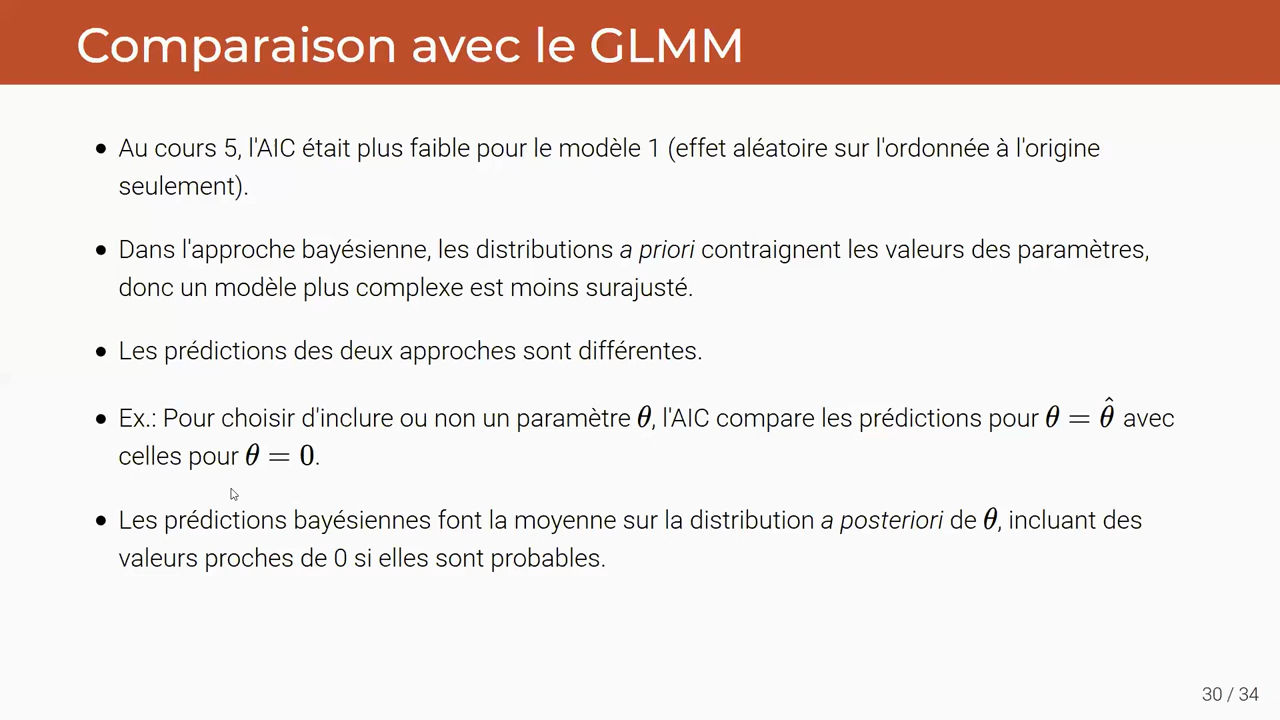 Comparaison avec le GLMM
• Au cours 5, l'AIC était plus faible pour le modèle 1 (effet aléatoire sur l'ordonnée à l'origine
seulement).
• Dans l'approche bayésienne, les distributions a priori contraignent les valeurs des paramètres,
donc un modèle plus complexe est moins surajusté.
• Les prédictions des deux approches sont différentes.
• Ex.: Pour choisir d'inclure ou non un paramètre θ, l'AIC compare les prédictions pour θ = θ̂ avec
celles pour θ = 0.
• Les prédictions bayésiennes font la moyenne sur la distribution a posteriori de θ, incluant des
valeurs proches de 0 si elles sont probables.
30 / 34